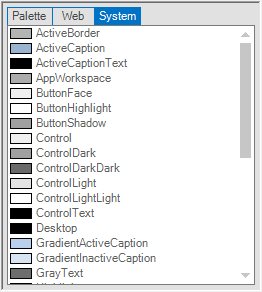 Palette Web System
ActiveBorder
ActiveCaption
ActiveCaptionText
AppWorkspace
ButtonFace
ButtonHighlight
ButtonShadow
Control
ControlDark
ControlDarkDark
ControlLight
ControlLightLight
ControlText
Desktop
GradientActiveCaption
GradientInactiveCaption
GrayText